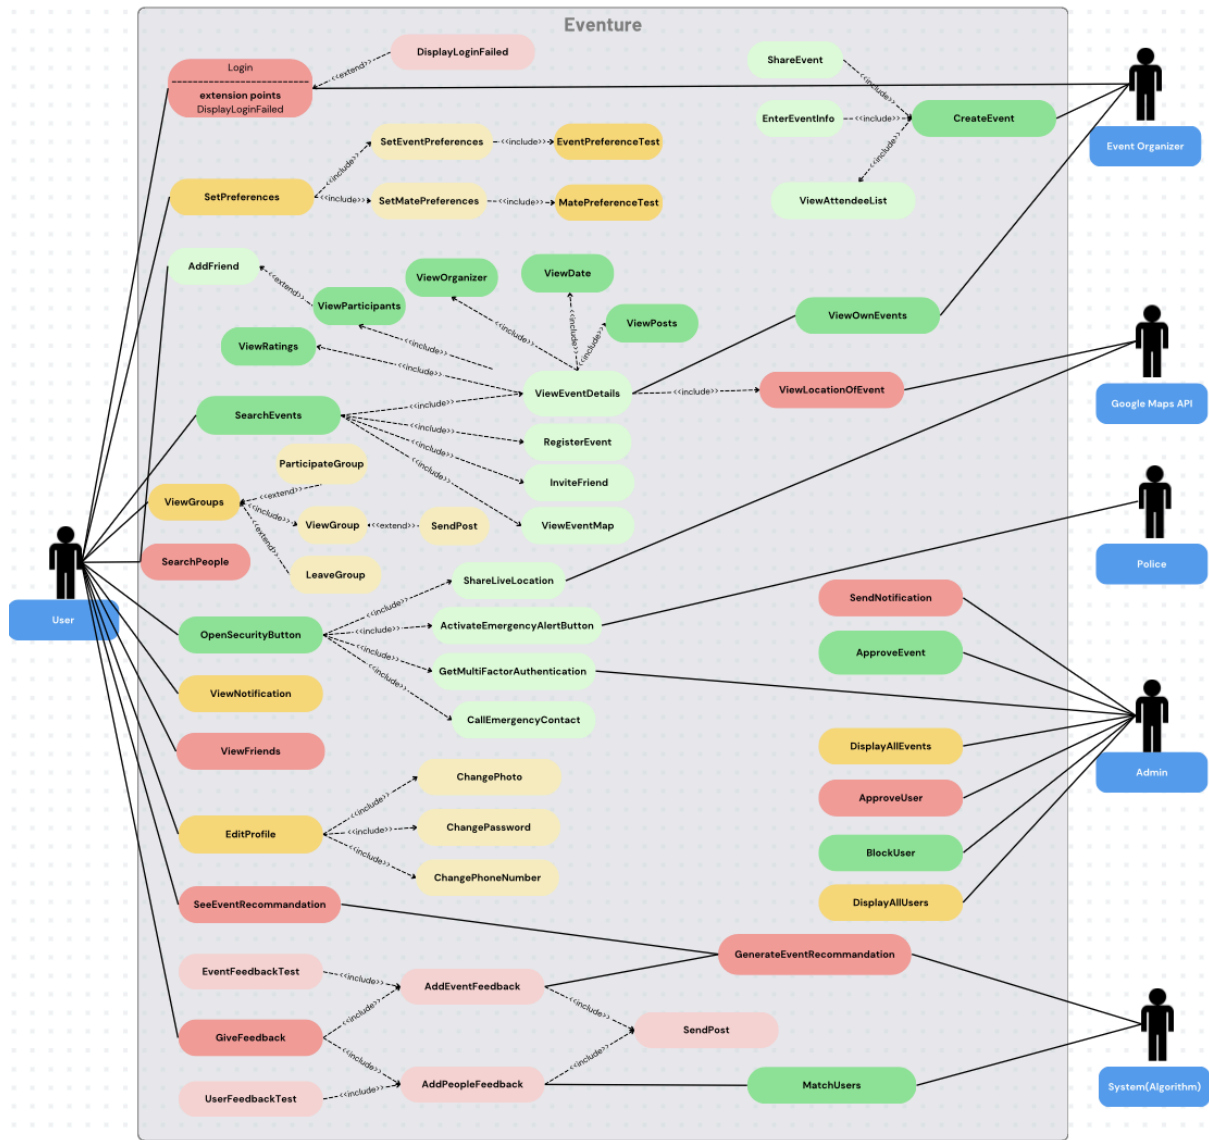 Eventure
Login
extension points
DisplayLoginFailed
DisplayLoginFailed
<<extend>>
ShareEvent
<<include>>
EnterEventInfo
<<include>>
CreateEvent
<<include>>
ViewAttendeeList
Event Organizer
SetPreferences
<<include>>
SetEventPreferences
<<include>>
EventPreferenceTest
<<include>>
SetMatePreferences
<<include>>
MatePreferenceTest
AddFriend
<<extend>>
ViewParticipants
ViewOrganizer
ViewDate
ViewPosts
ViewRatings
<<include>>
<<include>>
<<include>>
<<include>>
<<include>>
ViewOwnEvents
SearchEvents
<<include>>
ViewEventDetails
<<include>>
ViewLocationOfEvent
Google Maps API
<<include>>
RegisterEvent
<<include>>
InviteFriend
<<include>>
ViewEventMap
ParticipateGroup
ViewGroups
<<extend>>
<<include>>
ViewGroup
<<extend>>
SendPost
<<extend>>
LeaveGroup
SearchPeople
Police
User
OpenSecurityButton
<<include>>
ShareLiveLocation
<<include>>
ActivateEmergencyAlertButton
<<include>>
GetMultiFactorAuthentication
<<include>>
CallEmergencyContact
SendNotification
ApproveEvent
DisplayAllEvents
ApproveUser
BlockUser
DisplayAllUsers
Admin
ViewNotification
ViewFriends
EditProfile
<<include>>
ChangePhoto
<<include>>
ChangePassword
<<include>>
ChangePhoneNumber
SeeEventRecommandation
GenerateEventRecommandation
EventFeedbackTest
<<include>>
AddEventFeedback
<<include>>
GiveFeedback
<<include>>
<<include>>
SendPost
<<include>>
AddPeopleFeedback
UserFeedbackTest
<<include>>
MatchUsers
System(Algorithm)